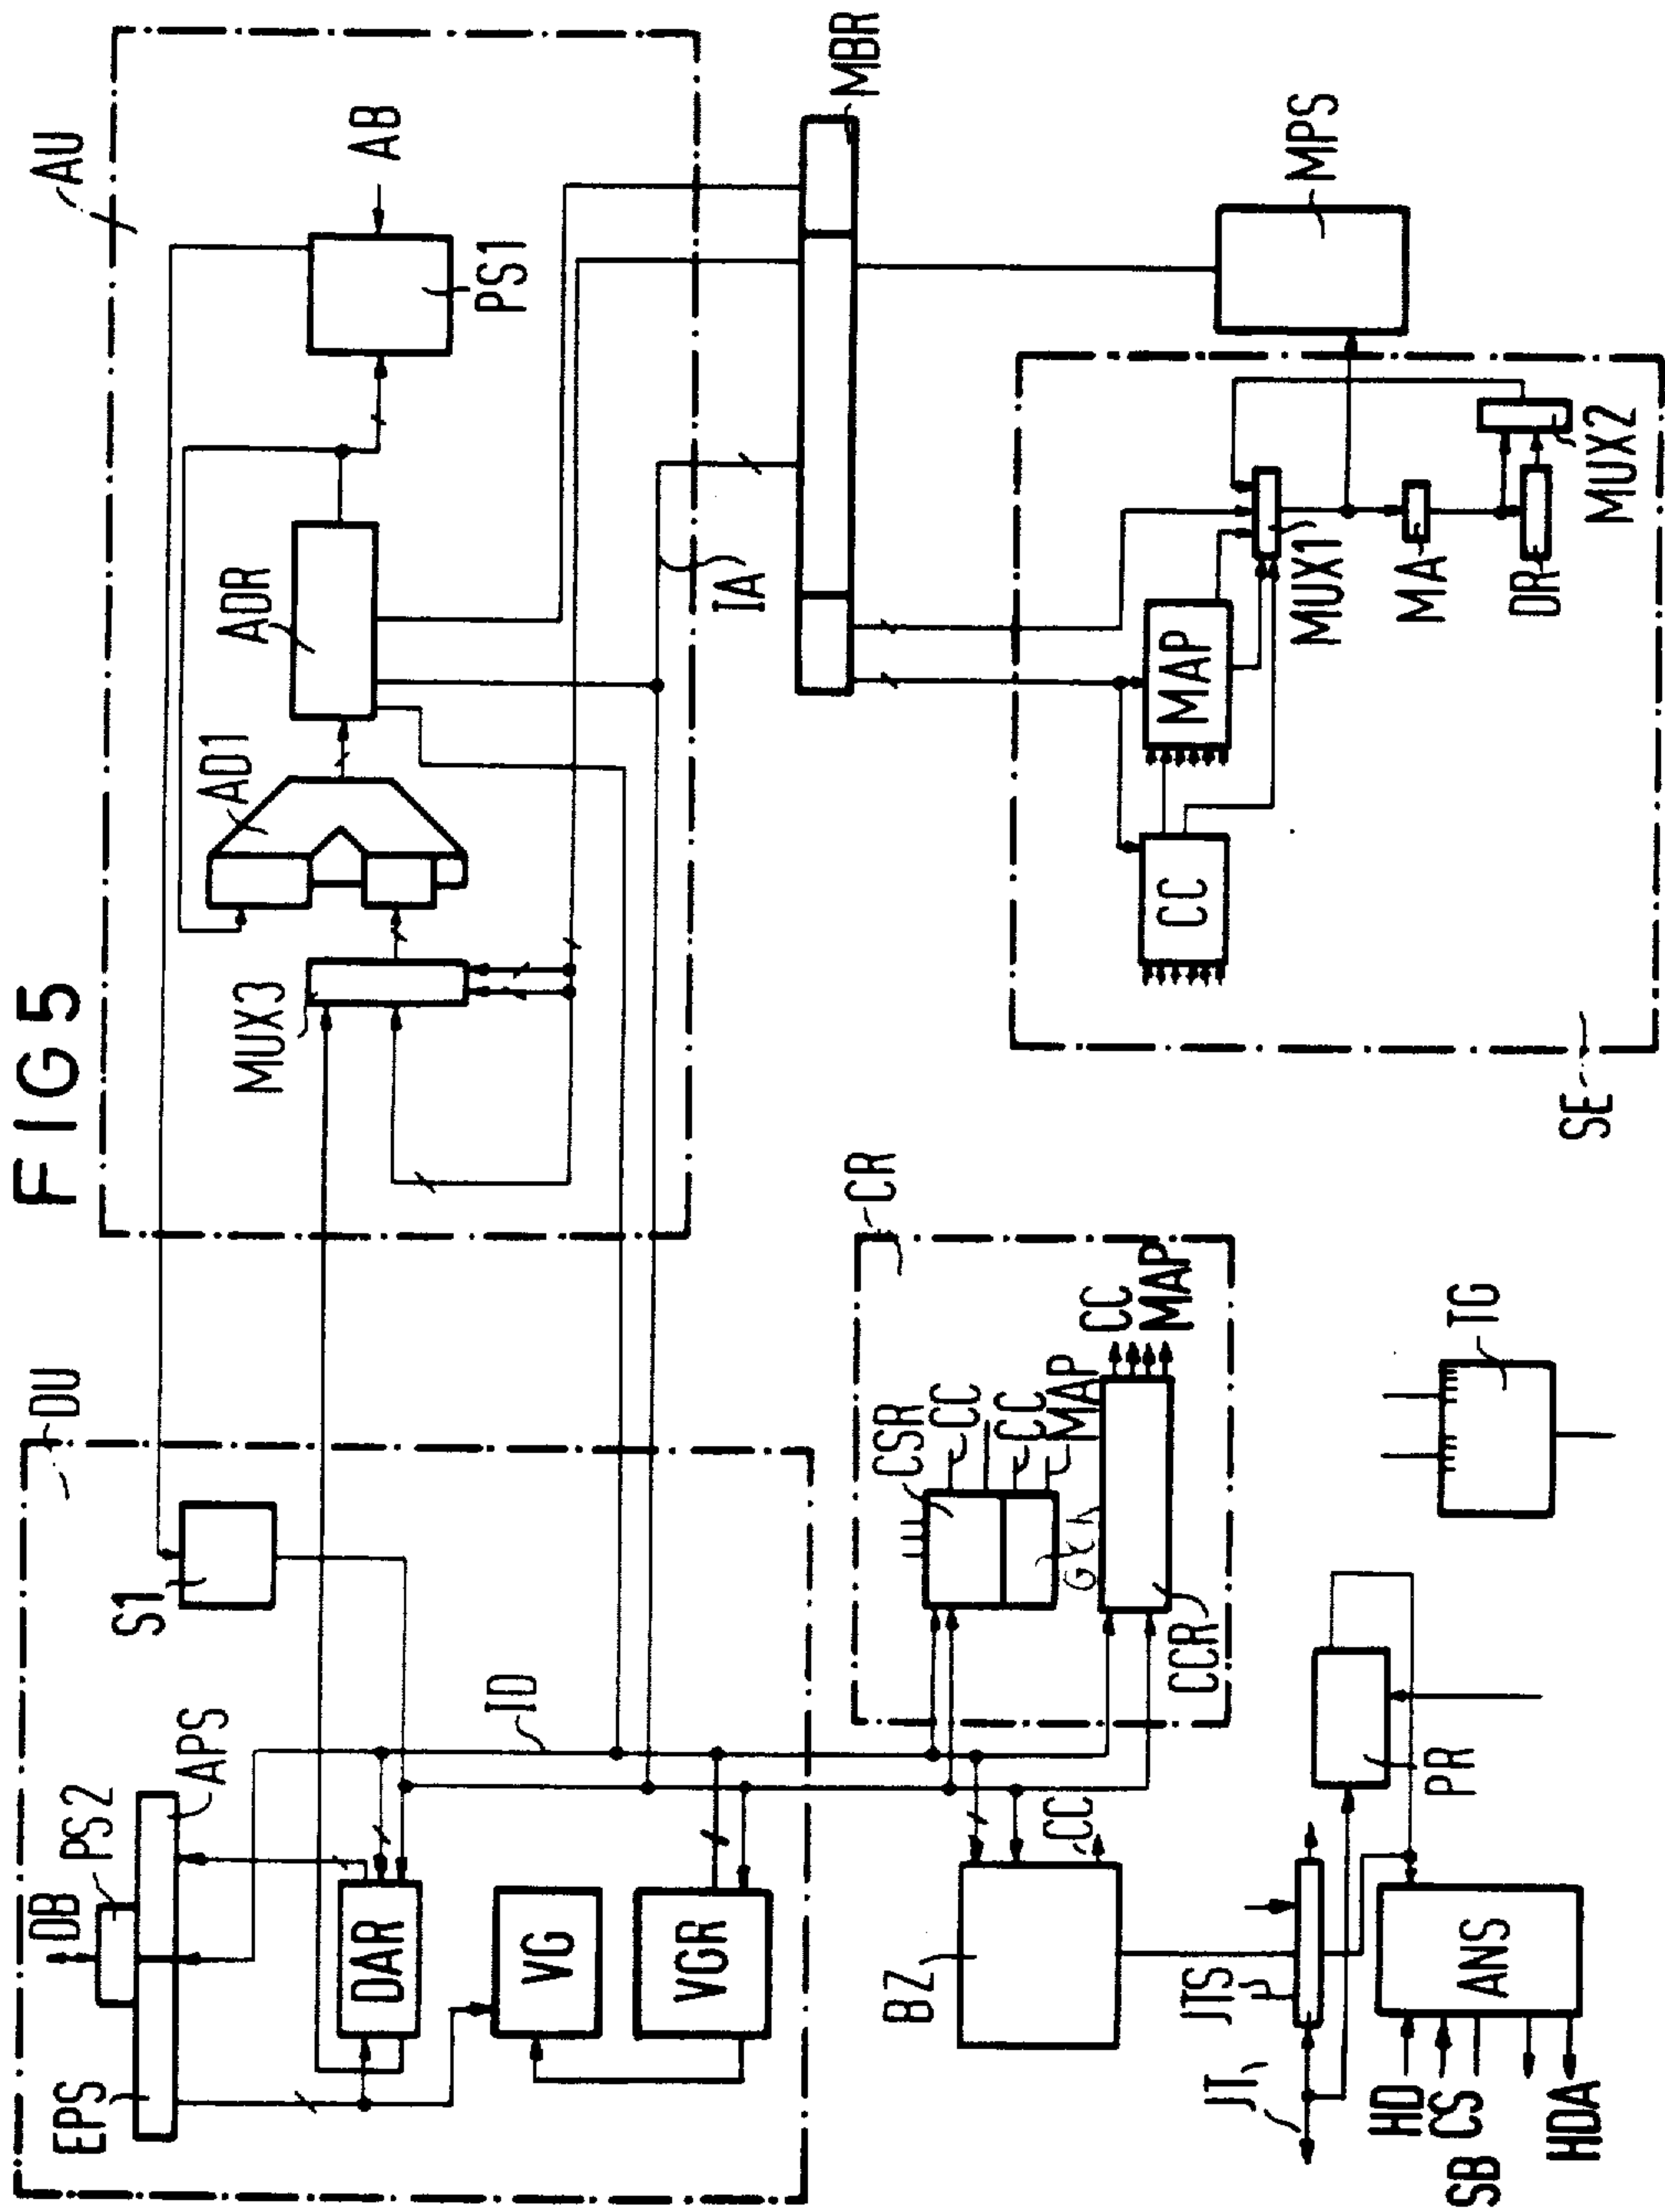 FIG 5
DU
DB
PS2
EPS
APS
S1
DAR
VG
VGR
ID
AU
MUX3
AD1
ADR
AB
PS1
IA
MBR
CR
CSR
CC
CC
MAP
CC
MAP
CCR
BZ
CC
JTS
JT
PR
ANS
HD
CS
SB
HDA
TG
CC
MAP
MUX1
MA
DR
MUX2
MPS
SE